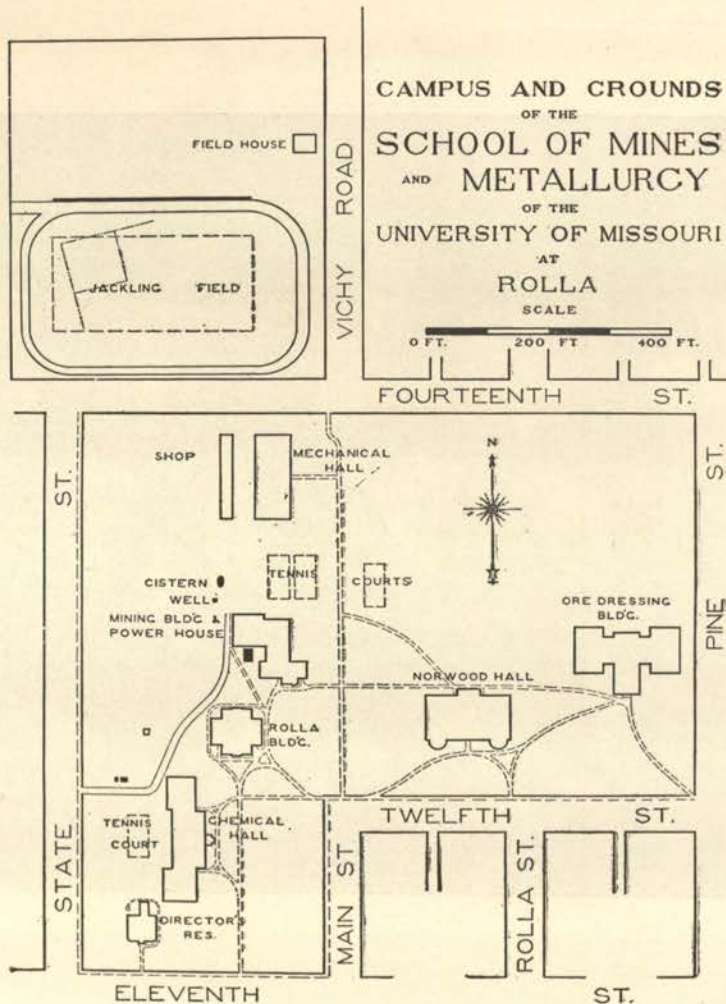 CAMPUS AND GROUNDS
OF THE
SCHOOL OF MINES
AND METALLURGY
OF THE
UNIVERSITY OF MISSOURI
AT
ROLLA
SCALE
0 FT. 200 FT 400 FT.
FIELD HOUSE
JACKLING FIELD
VICHY ROAD
FOURTEENTH ST.
ST.
STATE
SHOP
MECHANICAL
HALL
N
CISTERN
WELL
TENNIS COURTS
MINING BLDG &
POWER HOUSE
ORE DRESSING
BLDG.
PINE ST.
NORWOOD HALL
ROLLA
BLD'G.
TENNIS
COURT
CHEMICAL
HALL
TWELFTH ST.
DIRECTOR'S
RES.
MAIN ST
ROLLA ST.
ELEVENTH ST.